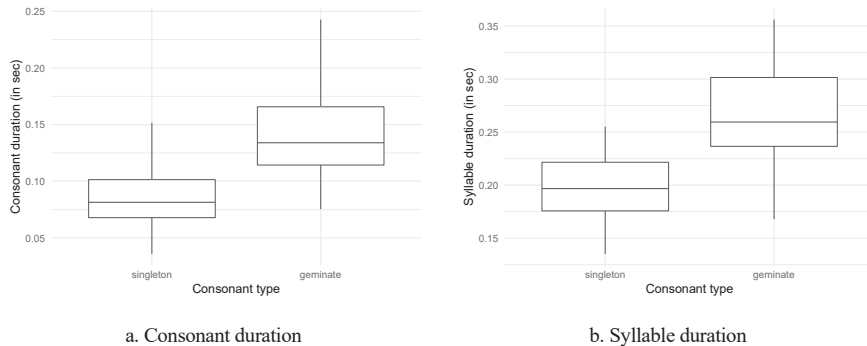 0.25
0.20
0.15
0.10
0.05
Consonant duration (in sec)
singleton
geminate
Consonant type
a. Consonant duration
0.35
0.30
0.25
0.20
0.15
Syllable duration (in sec)
singleton
geminate
Consonant type
b. Syllable duration